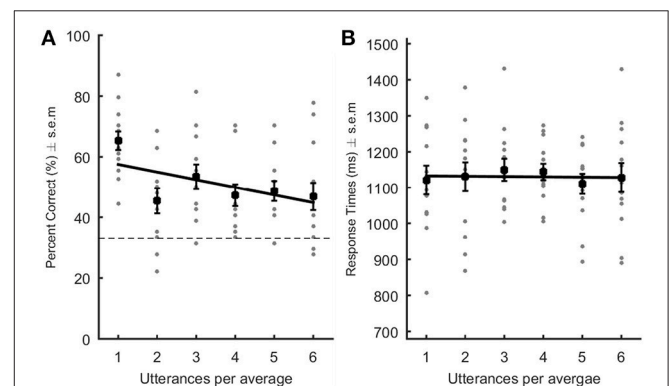 A
Percent Correct (%) ± s.e.m
100
80
60
40
20
0
1 2 3 4 5 6
Utterances per average
B
Response Times (ms) ± s.e.m
1500
1400
1300
1200
1100
1000
900
800
700
1 2 3 4 5 6
Utterances per avergae